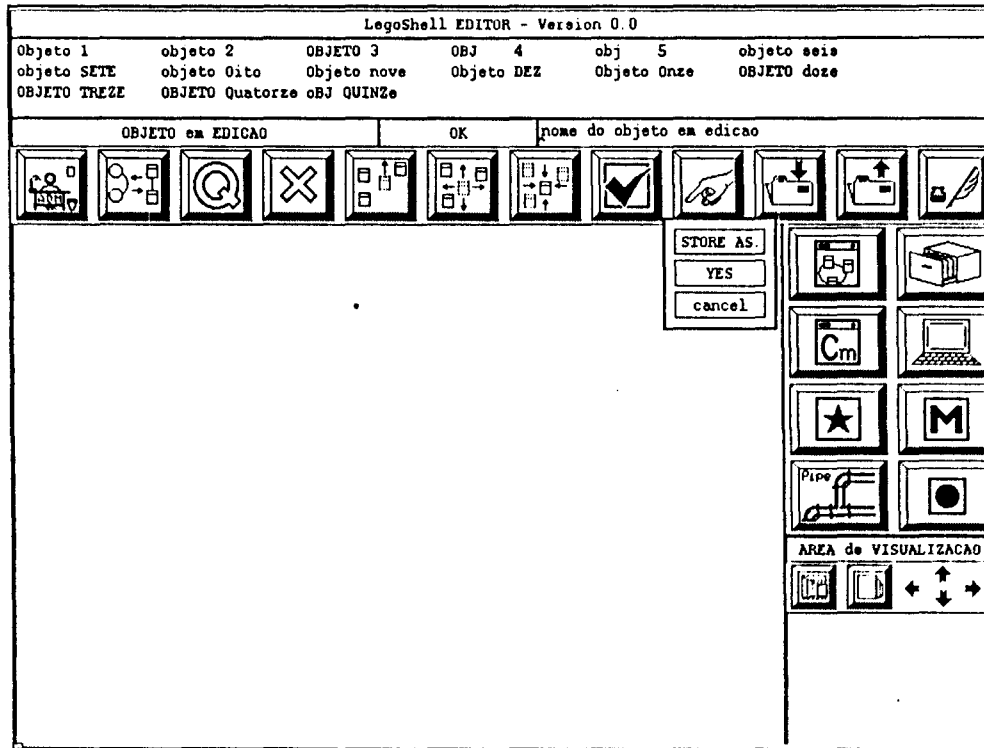 LegoShell EDITOR - Version 0.0
Objeto 1 objeto 2 OBJETO 3 OBJ 4 obj 5 objeto seis
objeto SETE objeto Oito Objeto nove Objeto DEZ Objeto Onze OBJETO doze
OBJETO TREZE OBJETO Quatorze oBJ QUINZe
OBJETO em EDICAO OK nome do objeto em edicao
STORE AS.
YES
cancel
Cm
M
Pipe
AREA de VISUALIZACAO